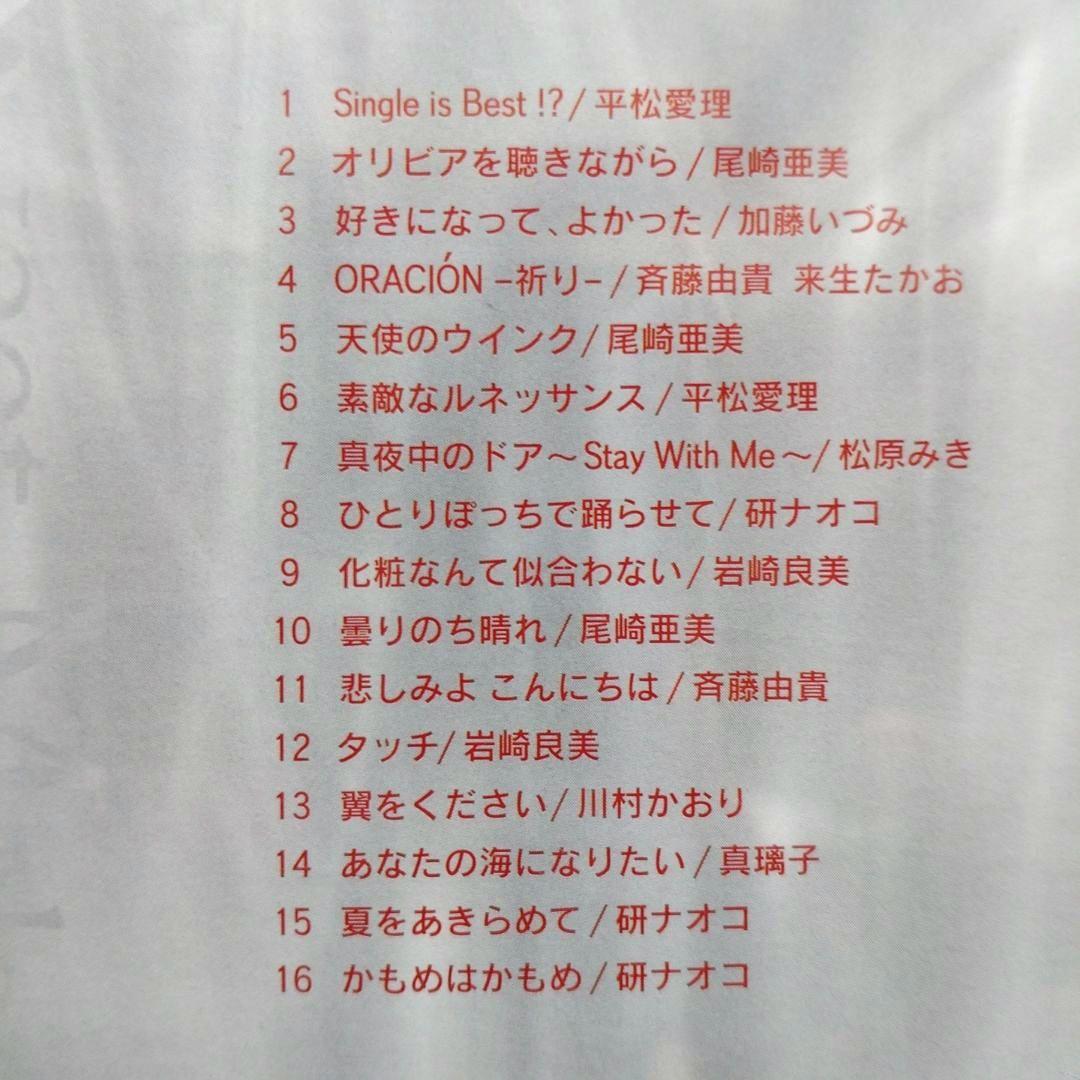 1 Single is Best !? / 平松愛理
2 オリビアを聴きながら / 尾崎亜美
3 好きになって、よかった / 加藤いづみ
4 ORACIÓN −祈り− / 斉藤由貴 来生たかお
5 天使のウインク / 尾崎亜美
6 素敵なルネッサンス / 平松愛理
7 真夜中のドア〜Stay With Me〜 / 松原みき
8 ひとりぽっちで踊らせて / 研ナオコ
9 化粧なんて似合わない / 岩崎良美
10 曇りのち晴れ / 尾崎亜美
11 悲しみよ こんにちは / 斉藤由貴
12 タッチ / 岩崎良美
13 翼をください / 川村かおり
14 あなたの海になりたい / 真璃子
15 夏をあきらめて / 研ナオコ
16 かもめはかもめ / 研ナオコ